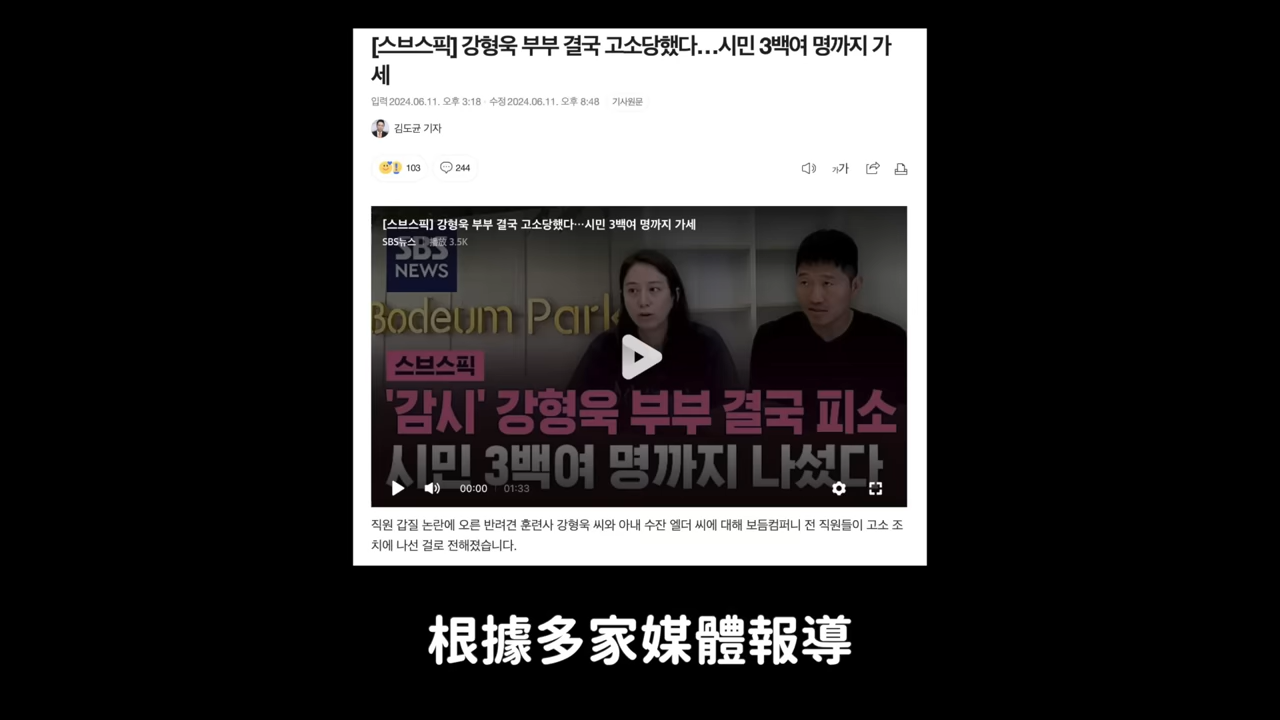 [스브스픽] 강형욱 부부 결국 고소당했다…시민 3백여 명까지 가
세
입력 2024.06.11. 오후 3:18 · 수정 2024.06.11. 오후 8:48 기사원문
김도균 기자
103 244
가가
[스브스픽] 강형욱 부부 결국 고소당했다…시민 3백여 명까지 가세
SBS뉴스 播放 3.5K
SBS
NEWS
Bodeum Park
스브스픽
'감시' 강형욱 부부 결국 피소
시민 3백여 명까지 나섰다
00:00 01:33
직원 갑질 논란에 오른 반려견 훈련사 강형욱 씨와 아내 수잔 엘더 씨에 대해 보듬컴퍼니 전 직원들이 고소 조
치에 나선 걸로 전해졌습니다.
根據多家媒體報導